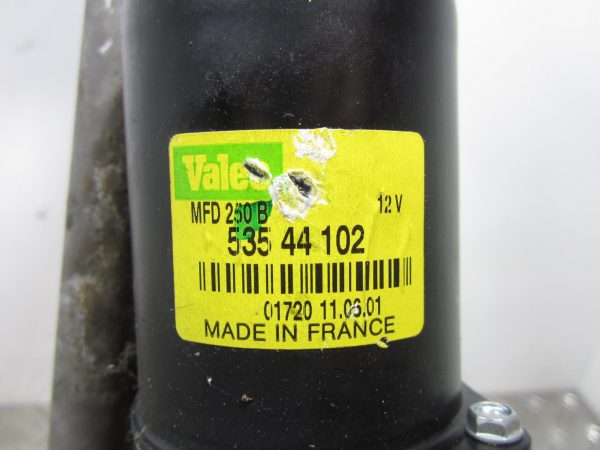 Valeo
MFD 250 B 12 V
535 44 102
01720 11.06.01
MADE IN FRANCE